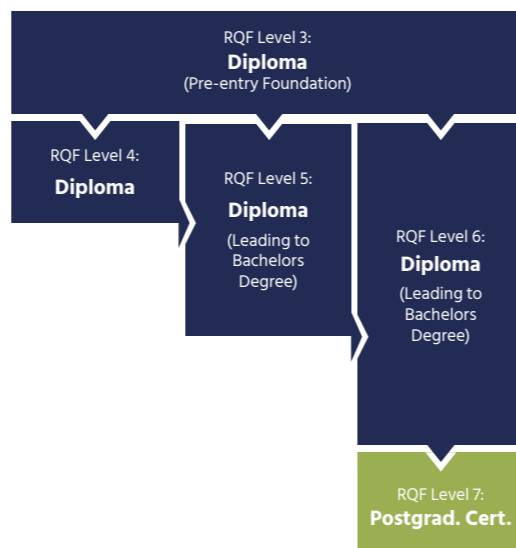 RQF Level 3:
Diploma
(Pre-entry Foundation)
RQF Level 4:
Diploma
RQF Level 5:
Diploma
(Leading to
Bachelors
Degree)
RQF Level 6:
Diploma
(Leading to
Bachelors
Degree)
RQF Level 7:
Postgrad. Cert.